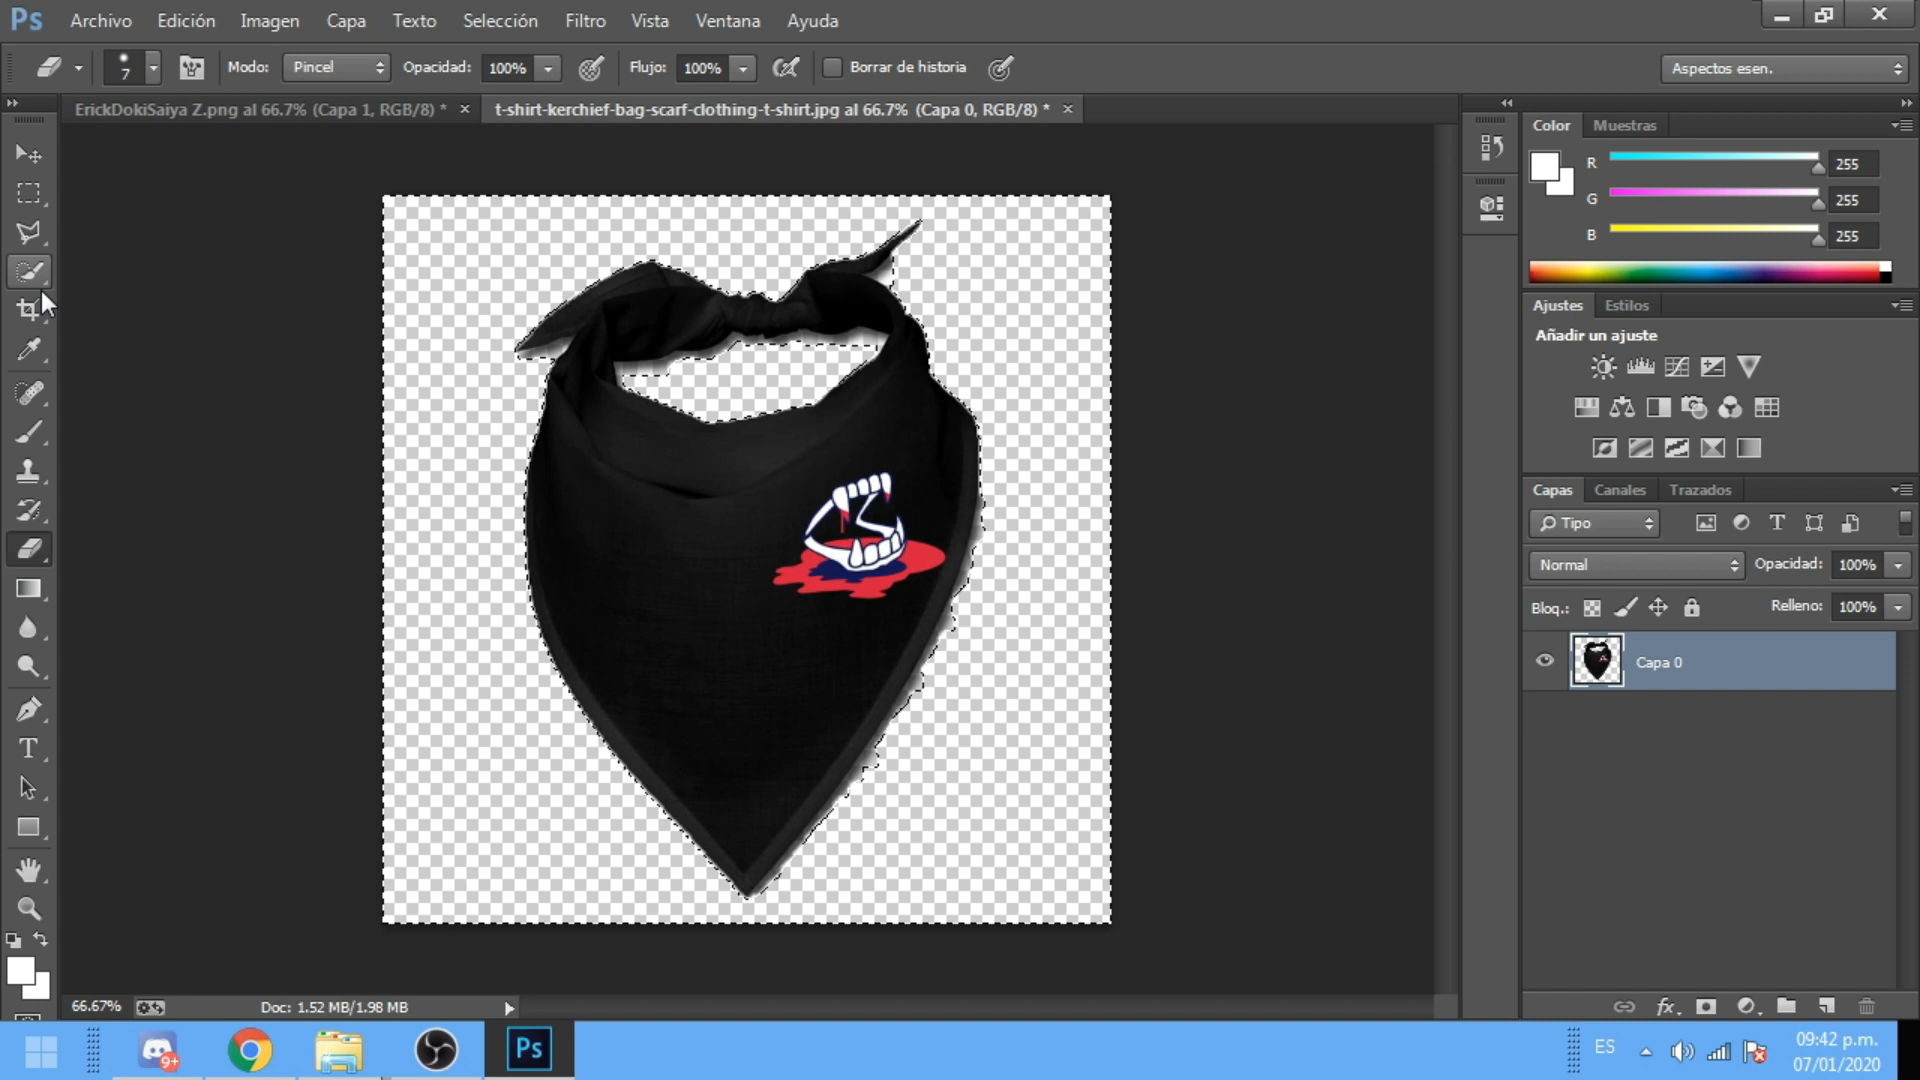 Ps Archivo Edición Imagen Capa Texto Selección Filtro Vista Ventana Ayuda
7 Modo: Pincel Opacidad: 100% Flujo: 100% Borrar de historia Aspectos esen.
ErickDokiSaiya Z.png al 66.7% (Capa 1, RGB/8) * × t-shirt-kerchief-bag-scarf-clothing-t-shirt.jpg al 66.7% (Capa 0, RGB/8) * ×
Color Muestras
R 255
G 255
B 255
Ajustes Estilos
Añadir un ajuste
Capas Canales Trazados
Tipo
Normal Opacidad: 100%
Bloq.: Relleno: 100%
Capa 0
66.67% Doc: 1.52 MB/1.98 MB
fx
9+ Ps ES 09:42 p.m.
07/01/2020